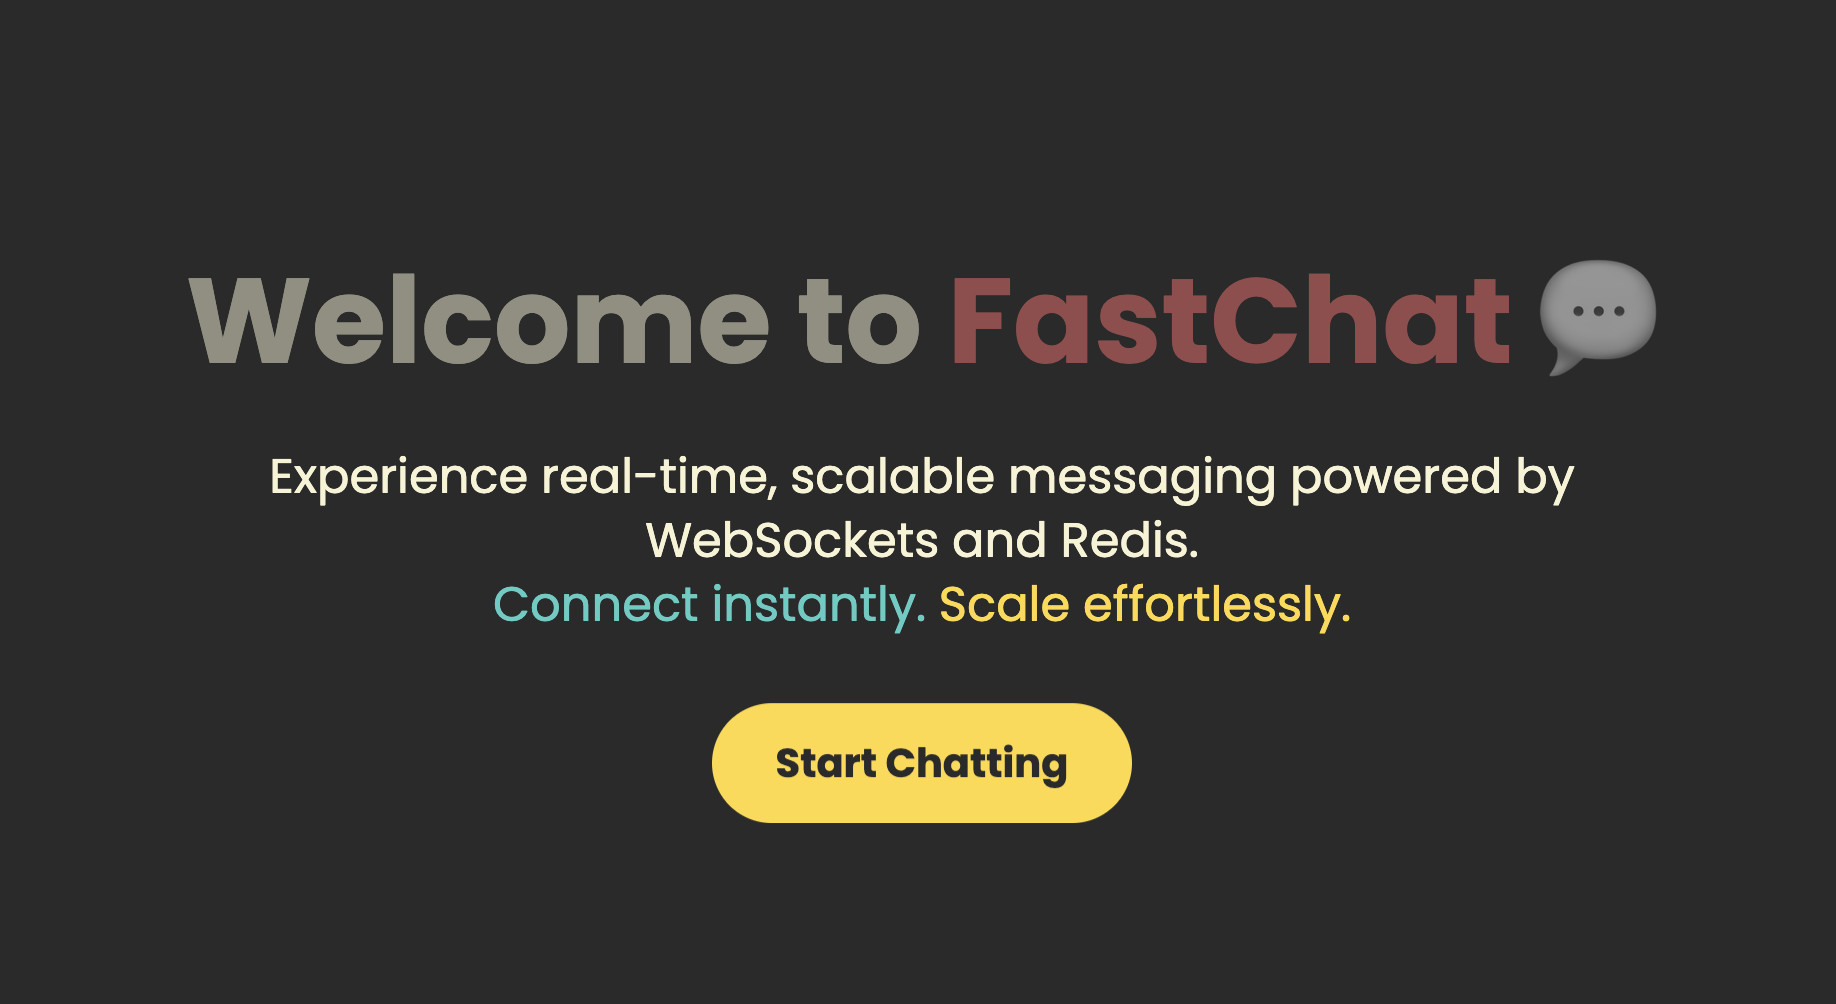 Welcome to FastChat 💬
Experience real-time, scalable messaging powered by
WebSockets and Redis.
Connect instantly. Scale effortlessly.
Start Chatting